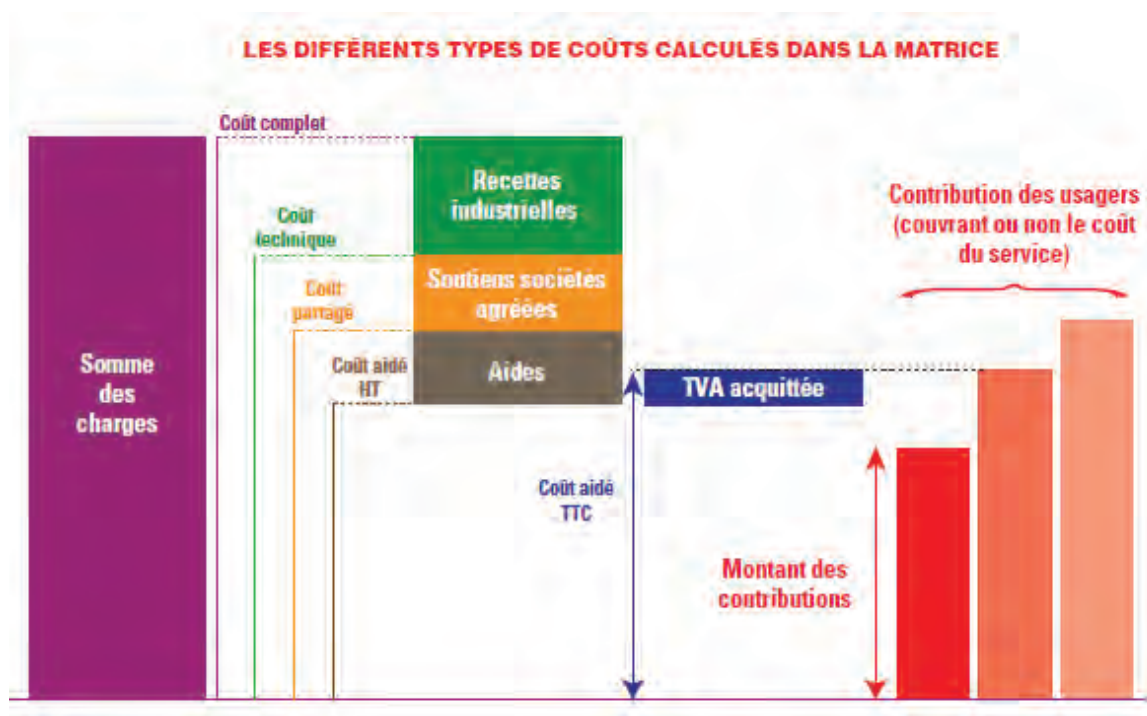 LES DIFFÉRENTS TYPES DE COÛTS CALCULÉS DANS LA MATRICE
Coût complet
Recettes
industrielles
Coût
technique
Soutiens sociétés
agréées
Coût
partagé
Aides
Coût aidé
HT
Somme
des
charges
TVA acquittée
Coût aidé
TTC
Contribution des usagers
(couvrant ou non le coût
du service)
Montant des
contributions